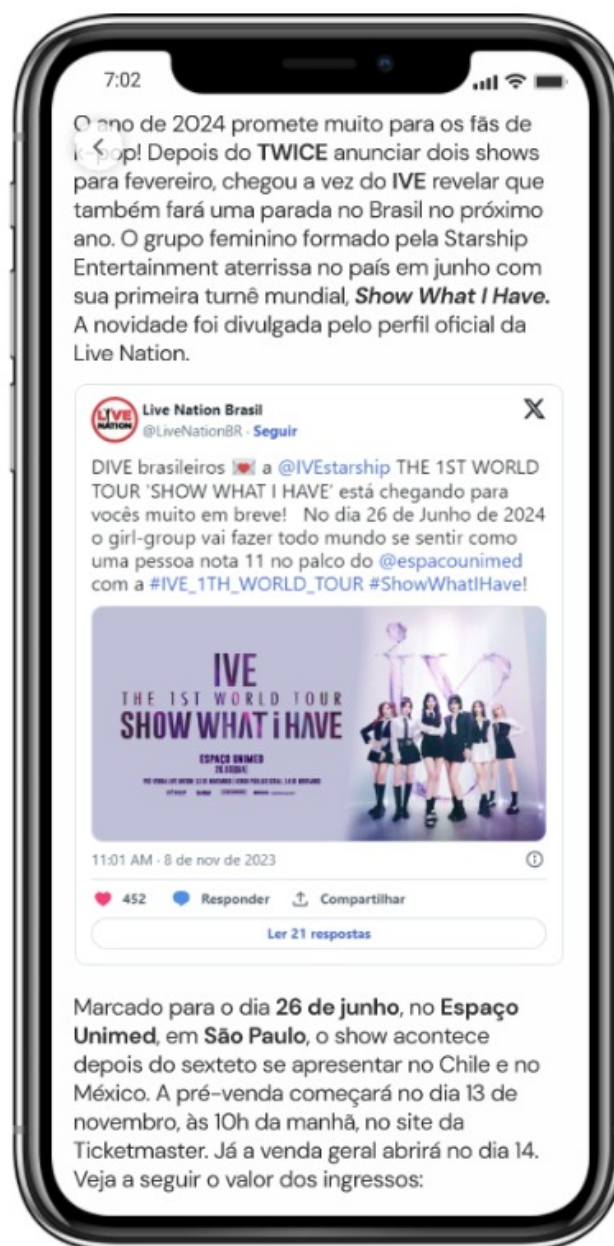 7:02
O ano de 2024 promete muito para os fãs de
k-pop! Depois do TWICE anunciar dois shows
para fevereiro, chegou a vez do IVE revelar que
também fará uma parada no Brasil no próximo
ano. O grupo feminino formado pela Starship
Entertainment aterrissa no país em junho com
sua primeira turnê mundial, Show What I Have.
A novidade foi divulgada pelo perfil oficial da
Live Nation.
LIVE NATION
Live Nation Brasil
@LiveNationBR · Seguir
DIVE brasileiros 💌 a @IVEstarship THE 1ST WORLD
TOUR 'SHOW WHAT I HAVE' está chegando para
vocês muito em breve! No dia 26 de Junho de 2024
o girl-group vai fazer todo mundo se sentir como
uma pessoa nota 11 no palco do @espacounimed
com a #IVE_1TH_WORLD_TOUR #ShowWhatIHave!
IVE
THE 1ST WORLD TOUR
SHOW WHAT i HAVE
ESPAÇO UNIMED
ive
11:01 AM · 8 de nov de 2023
452 Responder Compartilhar
Ler 21 respostas
Marcado para o dia 26 de junho, no Espaço
Unimed, em São Paulo, o show acontece
depois do sexteto se apresentar no Chile e no
México. A pré-venda começará no dia 13 de
novembro, às 10h da manhã, no site da
Ticketmaster. Já a venda geral abrirá no dia 14.
Veja a seguir o valor dos ingressos: